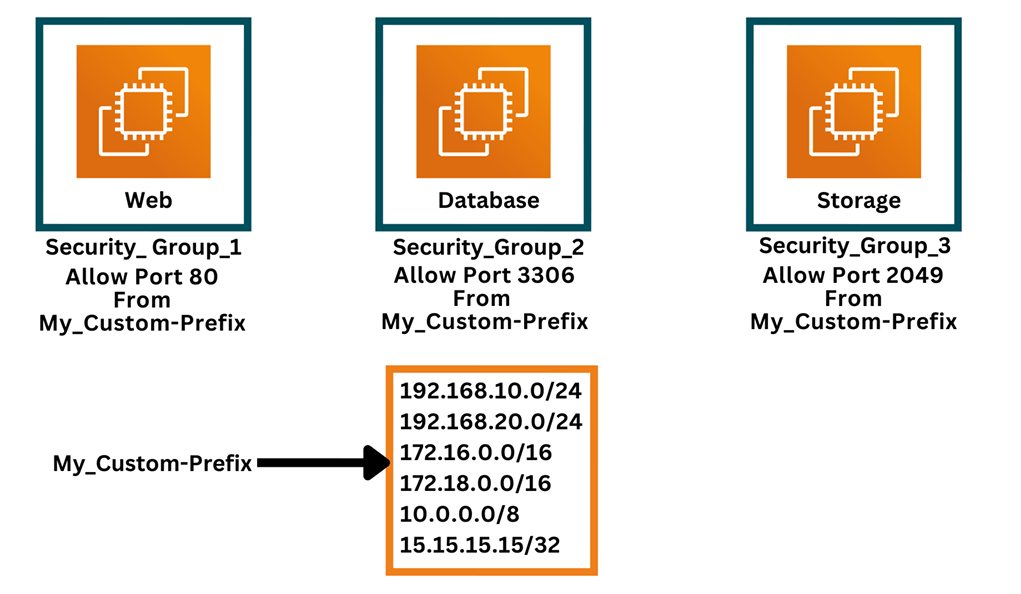 Web
Security_ Group_1
Allow Port 80
From
My_Custom-Prefix
Database
Security_Group_2
Allow Port 3306
From
My_Custom-Prefix
Storage
Security_Group_3
Allow Port 2049
From
My_Custom-Prefix
My_Custom-Prefix
192.168.10.0/24
192.168.20.0/24
172.16.0.0/16
172.18.0.0/16
10.0.0.0/8
15.15.15.15/32